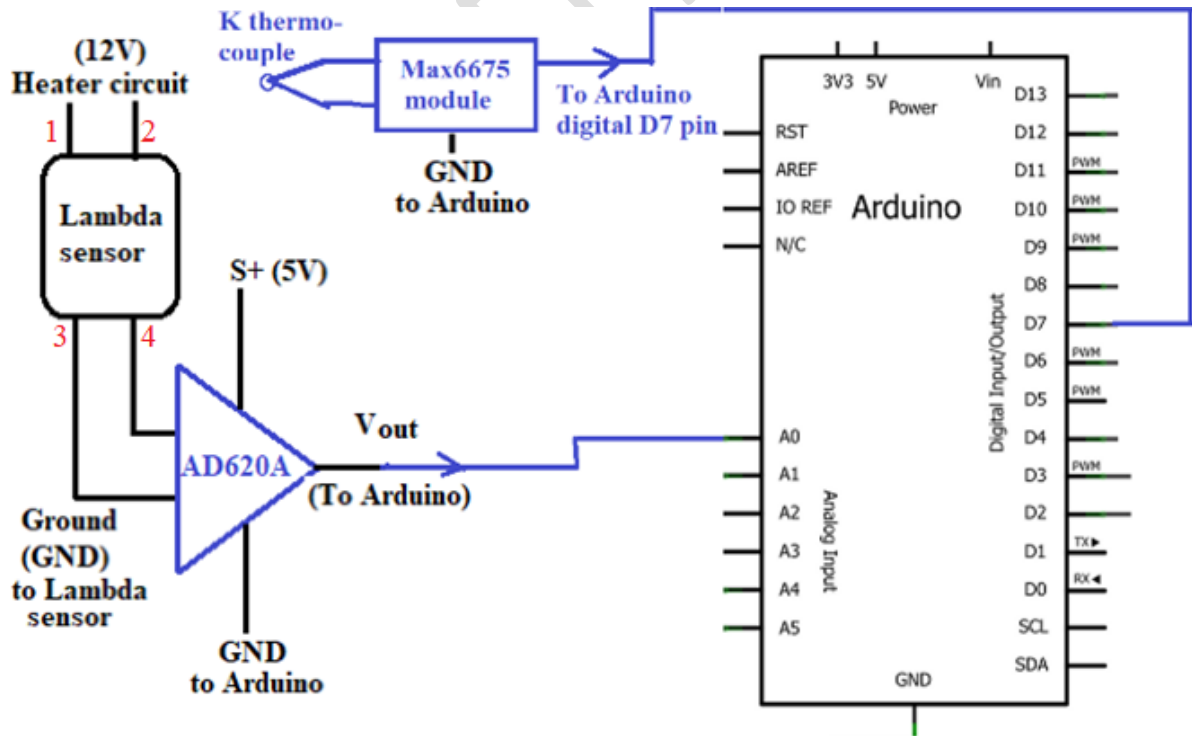 K thermo-
couple
(12V)
Heater circuit
1
2
Max6675
module
To Arduino
digital D7 pin
GND
to Arduino
Lambda
sensor
3
4
S+ (5V)
AD620A
Vout
(To Arduino)
Ground
(GND)
to Lambda
sensor
GND
to Arduino
3V3
5V
Vin
Power
RST
AREF
IO REF
N/C
Arduino
A0
A1
A2
A3
A4
A5
Analog Input
Digital Input/Output
D13
D12
D11 PWM
D10 PWM
D9 PWM
D8
D7
D6 PWM
D5 PWM
D4
D3 PWM
D2
D1 TX▶
D0 RX◀
SCL
SDA
GND